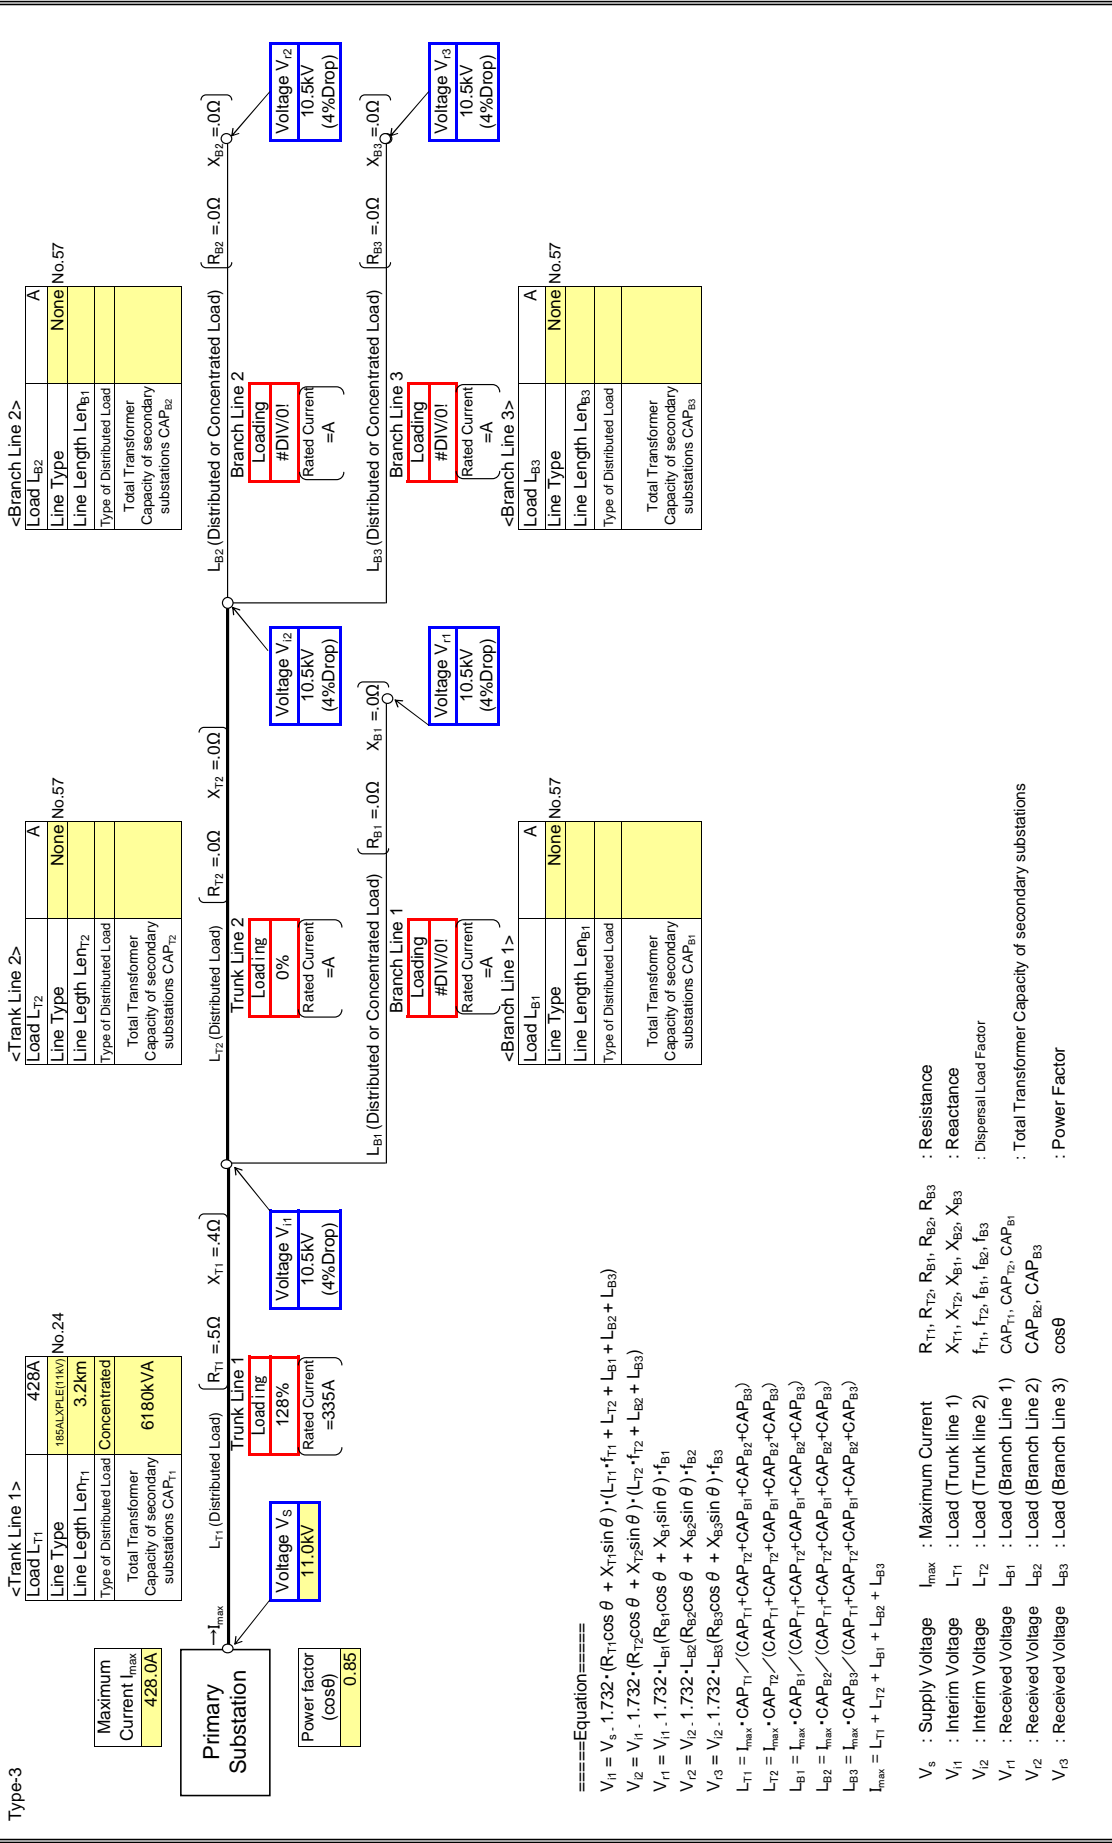 Type-3
Maximum
Current Imax
428.0A
Primary
Substation
Power factor
(cosθ)
0.85
→Imax
Voltage VS
11.0kV
<Trank Line 1>
Load LT1 428A
Line Type 185ALXPLE(11kV) No.24
Line Legth LenT1 3.2km
Type of Distributed Load Concentrated
Total Transformer
Capacity of secondary
substations CAPT1
6180kVA
LT1 (Distributed Load) RT1 =.5Ω XT1 =.4Ω
Trunk Line 1
Loading
128%
Rated Current
=335A
Voltage Vi1
10.5kV
(4%Drop)
<Trank Line 2>
Load LT2 A
Line Type None No.57
Line Length LenT2
Type of Distributed Load
Total Transformer
Capacity of secondary
substations CAPT2
LT2 (Distributed Load) RT2 =.0Ω XT2 =.0Ω
Trunk Line 2
Loading
0%
Rated Current
=A
Voltage Vi2
10.5kV
(4%Drop)
LB1 (Distributed or Concentrated Load) RB1 =.0Ω XB1 =.0Ω
Branch Line 1
Loading
#DIV/0!
Rated Current
=A
Voltage Vr1
10.5kV
(4%Drop)
<Branch Line 1>
Load LB1 A
Line Type None No.57
Line Length LenB1
Type of Distributed Load
Total Transformer
Capacity of secondary
substations CAPB1
<Branch Line 2>
Load LB2 A
Line Type None No.57
Line Length LenB1
Type of Distributed Load
Total Transformer
Capacity of secondary
substations CAPB2
LB2 (Distributed or Concentrated Load) RB2 =.0Ω XB2 =.0Ω
Branch Line 2
Loading
#DIV/0!
Rated Current
=A
Voltage Vr2
10.5kV
(4%Drop)
LB3 (Distributed or Concentrated Load) RB3 =.0Ω XB3 =.0Ω
Branch Line 3
Loading
#DIV/0!
Rated Current
=A
Voltage Vr3
10.5kV
(4%Drop)
<Branch Line 3>
Load LB3 A
Line Type None No.57
Line Length LenB3
Type of Distributed Load
Total Transformer
Capacity of secondary
substations CAPB3
=====Equation=====
Vi1 = Vs - 1.732・(RT1cos θ + XT1sin θ)・(LT1・fT1 + LT2 + LB1 + LB2 + LB3)
Vi2 = Vi1 - 1.732・(RT2cos θ + XT2sin θ)・(LT2・fT2 + LB2 + LB3)
Vr1 = Vi1 - 1.732・LB1(RB1cos θ + XB1sin θ)・fB1
Vr2 = Vi2 - 1.732・LB2(RB2cos θ + XB2sin θ)・fB2
Vr3 = Vi2 - 1.732・LB3(RB3cos θ + XB3sin θ)・fB3
LT1 = Imax・CAPT1／(CAPT1+CAPT2+CAPB1+CAPB2+CAPB3)
LT2 = Imax・CAPT2／(CAPT1+CAPT2+CAPB1+CAPB2+CAPB3)
LB1 = Imax・CAPB1／(CAPT1+CAPT2+CAPB1+CAPB2+CAPB3)
LB2 = Imax・CAPB2／(CAPT1+CAPT2+CAPB1+CAPB2+CAPB3)
LB3 = Imax・CAPB3／(CAPT1+CAPT2+CAPB1+CAPB2+CAPB3)
Imax = LT1 + LT2 + LB1 + LB2 + LB3
Vs : Supply Voltage Imax : Maximum Current RT1, RT2, RB1, RB2, RB3 : Resistance
Vi1 : Interim Voltage LT1 : Load (Trunk line 1) XT1, XT2, XB1, XB2, XB3 : Reactance
Vi2 : Interim Voltage LT2 : Load (Trunk line 2) fT1, fT2, fB1, fB2, fB3 : Dispersal Load Factor
Vr1 : Received Voltage LB1 : Load (Branch Line 1) CAPT1, CAPT2, CAPB1
Vr2 : Received Voltage LB2 : Load (Branch Line 2) CAPB2, CAPB3 : Total Transformer Capacity of secondary substations
Vr3 : Received Voltage LB3 : Load (Branch Line 3) cosθ : Power Factor